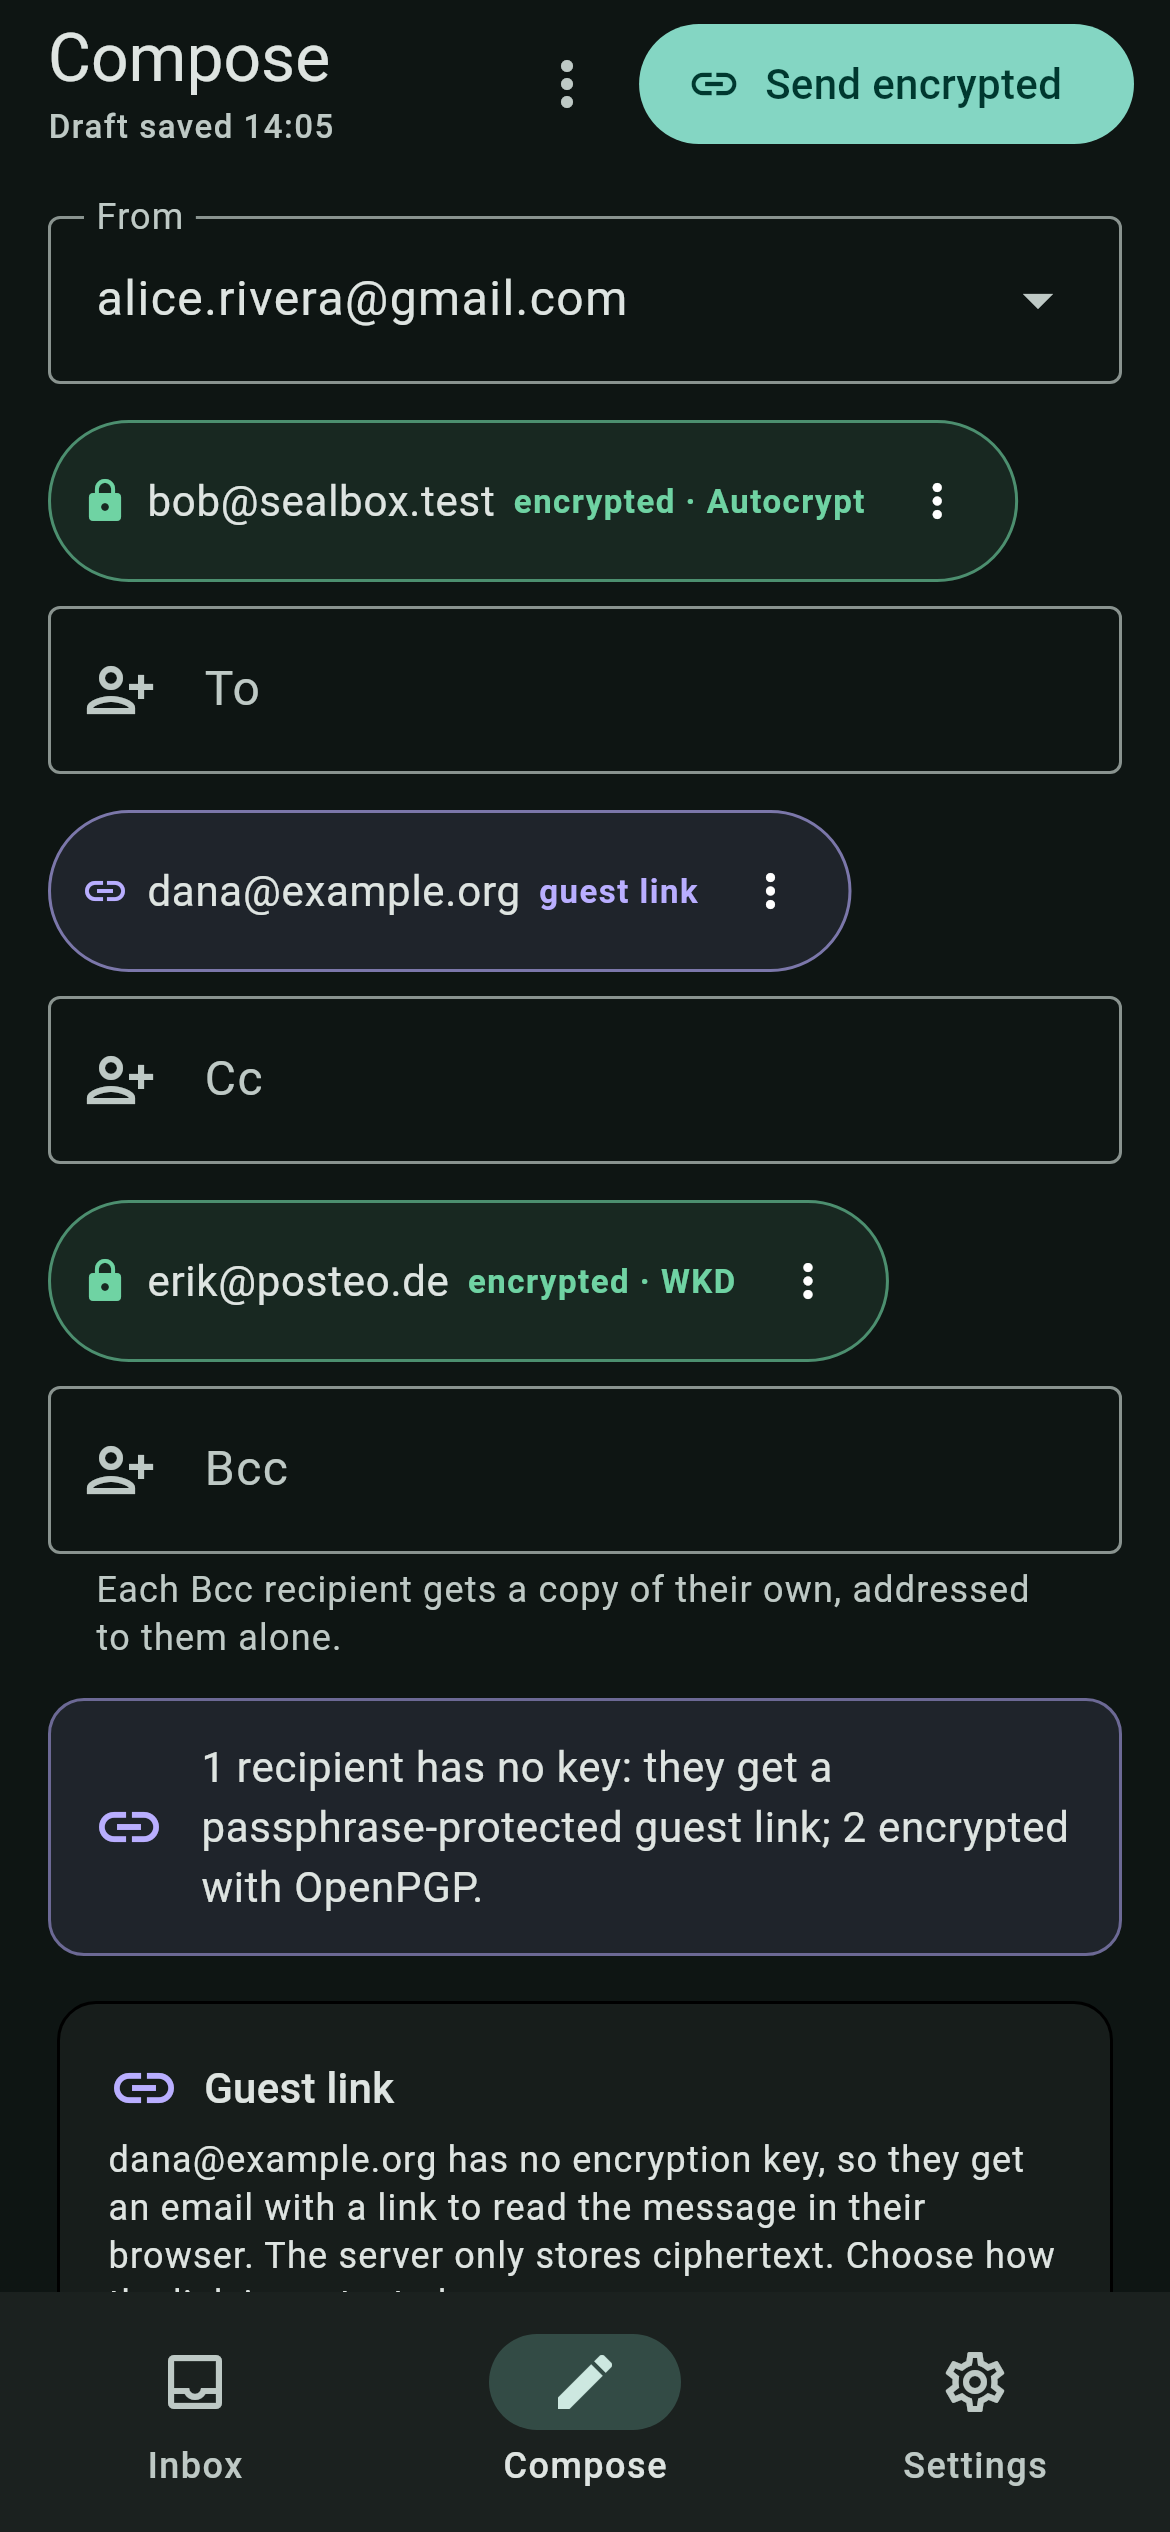 Compose
Draft saved 14:05
Send encrypted
From
alice.rivera@gmail.com
bob@sealbox.test encrypted · Autocrypt
To
dana@example.org guest link
Cc
erik@posteo.de encrypted · WKD
Bcc
Each Bcc recipient gets a copy of their own, addressed
to them alone.
1 recipient has no key: they get a
passphrase-protected guest link; 2 encrypted
with OpenPGP.
Guest link
dana@example.org has no encryption key, so they get
an email with a link to read the message in their
browser. The server only stores ciphertext. Choose how
Inbox
Compose
Settings